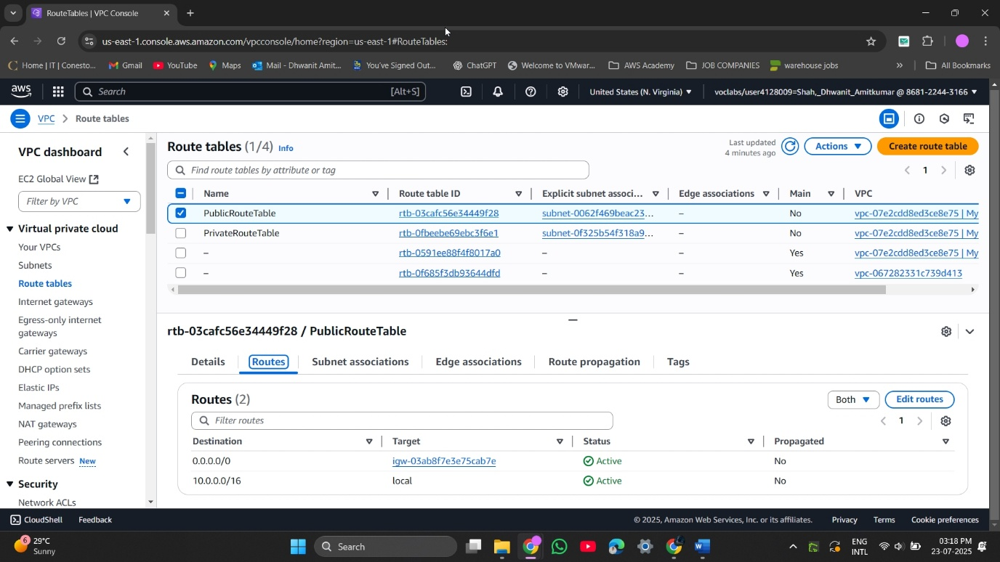 RouteTables | VPC Console
us-east-1.console.aws.amazon.com/vpcconsole/home?region=us-east-1#RouteTables:
Home | IT | Conesto... Gmail YouTube Maps Mail - Dhwanit Amit... You've Signed Out... ChatGPT Welcome to VMwar... AWS Academy JOB COMPANIES warehouse jobs » All Bookmarks
aws Search [Alt+S] United States (N. Virginia) voclabs/user4128009=Shah,_Dhwanit_Amitkumar @ 8681-2244-3166
VPC > Route tables
VPC dashboard
EC2 Global View
Filter by VPC
Virtual private cloud
Your VPCs
Subnets
Route tables
Internet gateways
Egress-only internet
gateways
Carrier gateways
DHCP option sets
Elastic IPs
Managed prefix lists
NAT gateways
Peering connections
Route servers New
Security
Network ACLs
Route tables (1/4) Info
Last updated
4 minutes ago
Actions
Create route table
Find route tables by attribute or tag
1
Name Route table ID Explicit subnet associ... Edge associations Main VPC
PublicRouteTable rtb-03cafc56e34449f28 subnet-0062f469beac23... – No vpc-07e2cdd8ed3ce8e75 | My
PrivateRouteTable rtb-0fbeebe69ebc3f6e1 subnet-0f325b54f318a9... – No vpc-07e2cdd8ed3ce8e75 | My
– rtb-0591ee88f4f8017a0 – – Yes vpc-07e2cdd8ed3ce8e75 | My
– rtb-0f685f3db93644dfd – – Yes vpc-067282331c739d413
rtb-03cafc56e34449f28 / PublicRouteTable
Details Routes Subnet associations Edge associations Route propagation Tags
Routes (2)
Both
Edit routes
Filter routes
1
Destination Target Status Propagated
0.0.0.0/0 igw-03ab8f7e3e75cab7e Active No
10.0.0.0/16 local Active No
CloudShell Feedback © 2025, Amazon Web Services, Inc. or its affiliates. Privacy Terms Cookie preferences
6 29°C
Sunny
Search
ENG
INTL
03:18 PM
23-07-2025